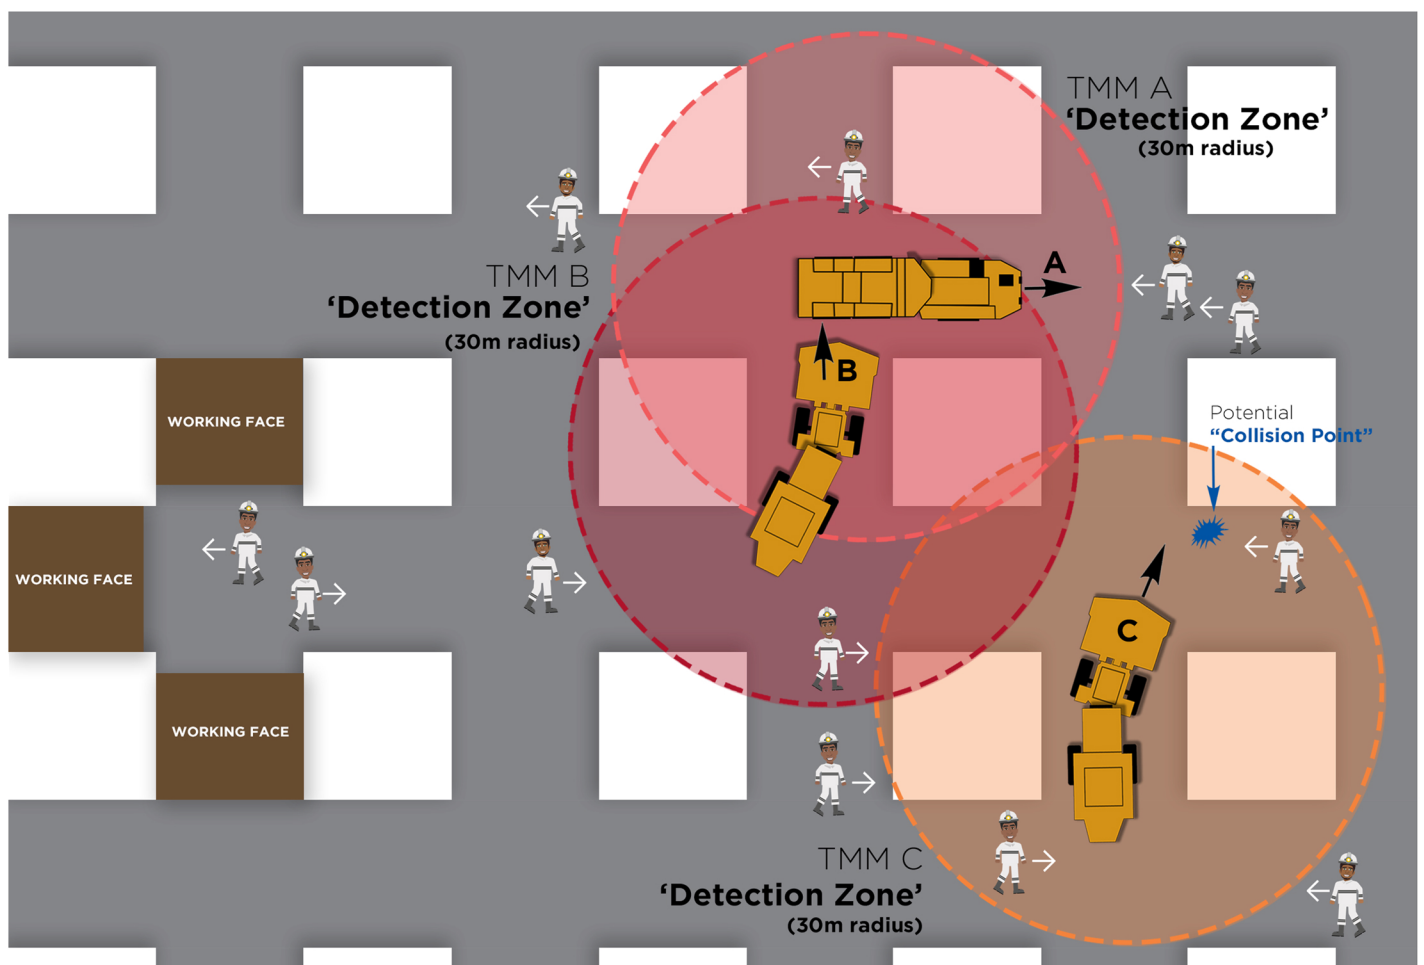 TMM A
‘Detection Zone’
(30m radius)
TMM B
‘Detection Zone’
(30m radius)
A
B
WORKING FACE
Potential
“Collision Point”
WORKING FACE
C
WORKING FACE
TMM C
‘Detection Zone’
(30m radius)